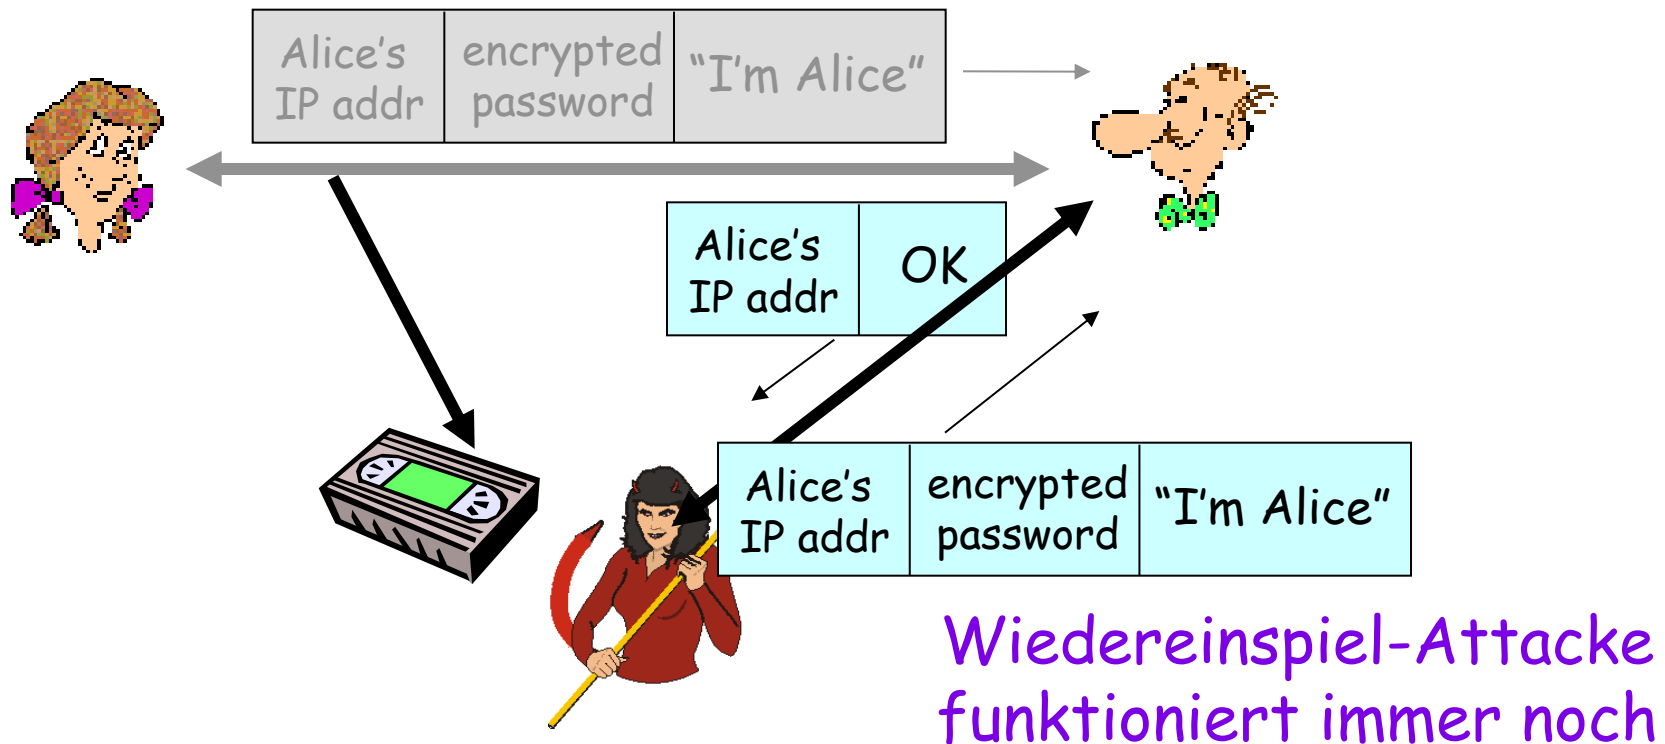 Alice’s
IP addr
encrypted
password
“I’m Alice”
Alice’s
IP addr
OK
Alice’s
IP addr
encrypted
password
“I’m Alice”
Wiedereinspiel-Attacke
funktioniert immer noch